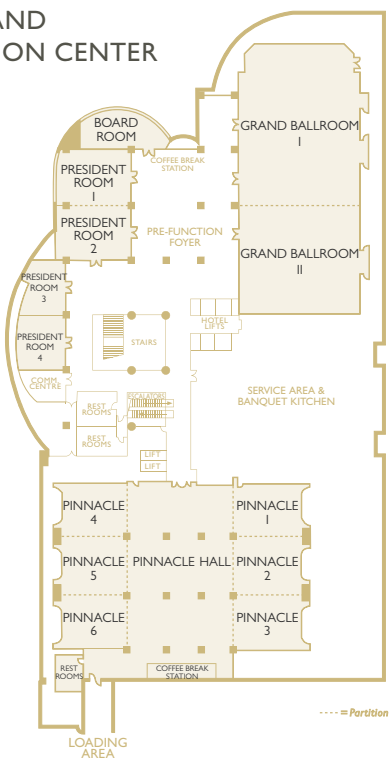 AND
ON CENTER
BOARD
ROOM
GRAND BALLROOM
I
COFFEE BREAK
STATION
PRESIDENT
ROOM
1
PRESIDENT
ROOM
2
PRE-FUNCTION
FOYER
GRAND BALLROOM
II
PRESIDENT
ROOM
3
PRESIDENT
ROOM
4
HOTEL
LIFTS
STAIRS
COMM.
CENTRE
SERVICE AREA &
BANQUET KITCHEN
ESCALATORS
REST
ROOMS
REST
ROOMS
LIFT
LIFT
PINNACLE
4
PINNACLE
1
PINNACLE
5
PINNACLE HALL
PINNACLE
2
PINNACLE
6
PINNACLE
3
REST
ROOMS
COFFEE BREAK
STATION
---- = Partition
LOADING
AREA